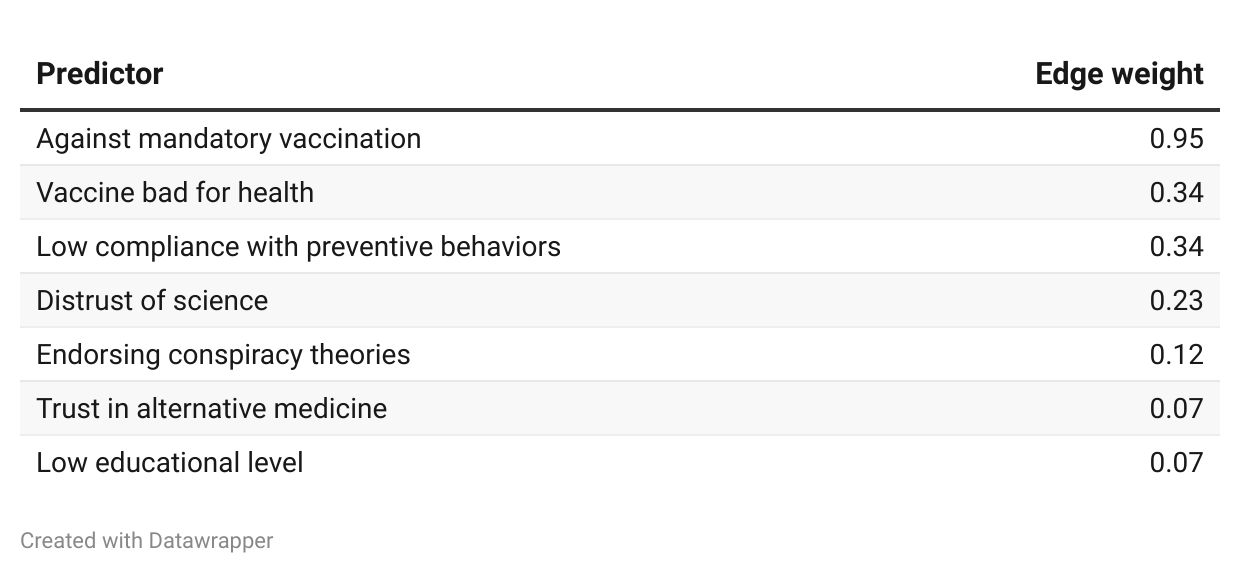 Predictor Edge weight
Against mandatory vaccination 0.95
Vaccine bad for health 0.34
Low compliance with preventive behaviors 0.34
Distrust of science 0.23
Endorsing conspiracy theories 0.12
Trust in alternative medicine 0.07
Low educational level 0.07
Created with Datawrapper